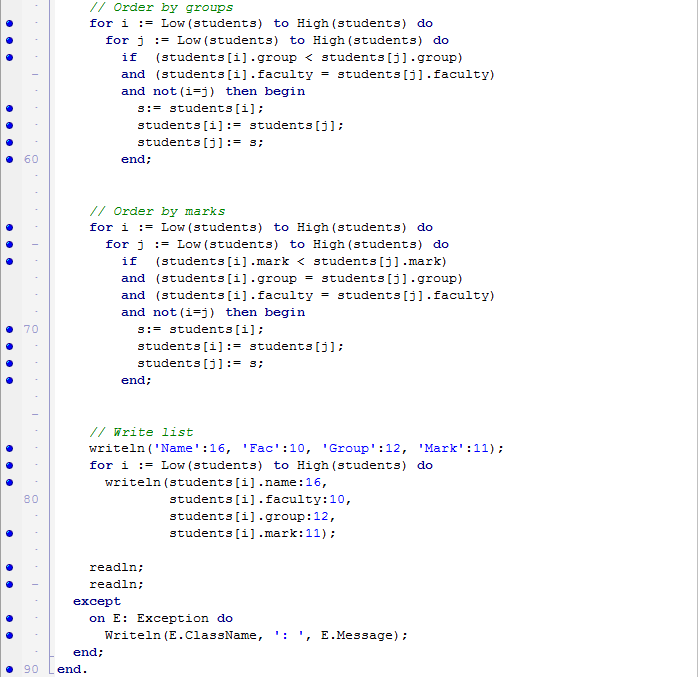 // Order by groups
for i := Low(students) to High(students) do
for j := Low(students) to High(students) do
if  (students[i].group < students[j].group)
and (students[i].faculty = students[j].faculty)
and not(i=j) then begin
s:= students[i];
students[i]:= students[j];
students[j]:= s;
60 end;
// Order by marks
for i := Low(students) to High(students) do
for j := Low(students) to High(students) do
if  (students[i].mark < students[j].mark)
and (students[i].group = students[j].group)
and (students[i].faculty = students[j].faculty)
and not(i=j) then begin
70 s:= students[i];
students[i]:= students[j];
students[j]:= s;
end;
// Write list
writeln('Name':16, 'Fac':10, 'Group':12, 'Mark':11);
for i := Low(students) to High(students) do
writeln(students[i].name:16,
80 students[i].faculty:10,
students[i].group:12,
students[i].mark:11);
readln;
readln;
except
on E: Exception do
Writeln(E.ClassName, ': ', E.Message);
end;
90 end.